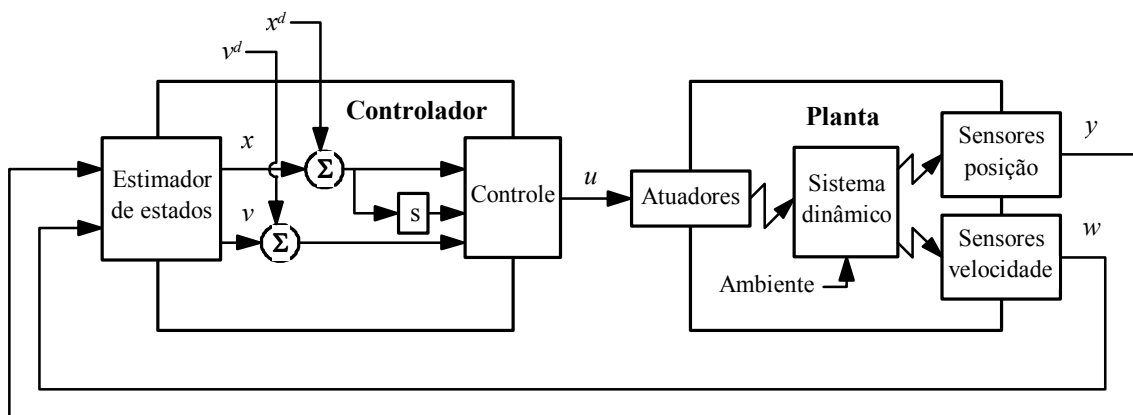 x^d
v^d
Controlador
Planta
x
Sensores
posição
y
Estimador
de estados
Σ
Controle
u
Atuadores
Sistema
dinâmico
s
v
Σ
Sensores
velocidade
w
Ambiente